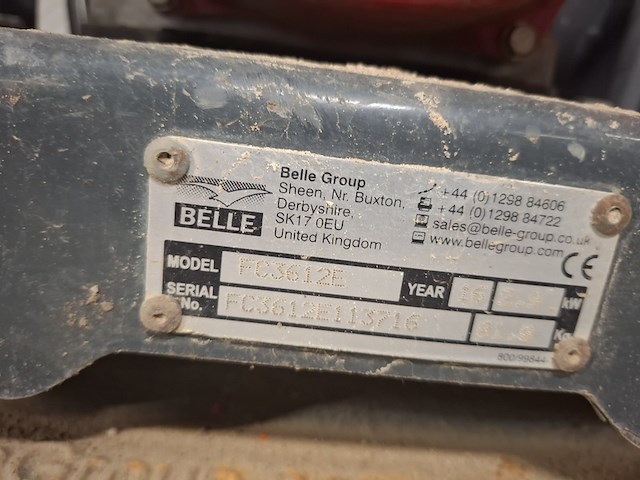 Belle Group
Sheen, Nr. Buxton,
Derbyshire,
SK17 0EU
United Kingdom
+44 (0)1298 84606
+44 (0)1298 84722
sales@belle-group.co.uk
www.bellegroup.com
BELLE
CE
MODEL FC3612E YEAR kW
SERIAL No. FC3612E113716 Kg